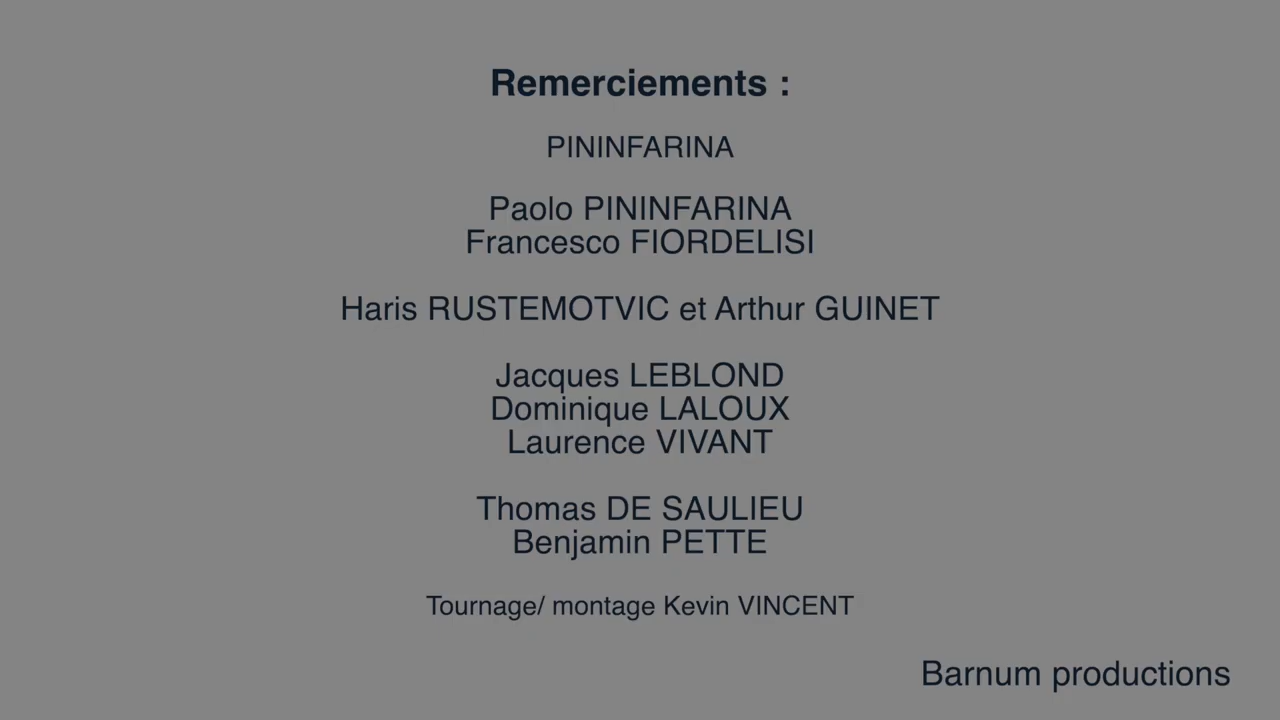 Remerciements :
PININFARINA
Paolo PININFARINA
Francesco FIORDELISI
Haris RUSTEMOTVIC et Arthur GUINET
Jacques LEBLOND
Dominique LALOUX
Laurence VIVANT
Thomas DE SAULIEU
Benjamin PETTE
Tournage/ montage Kevin VINCENT
Barnum productions